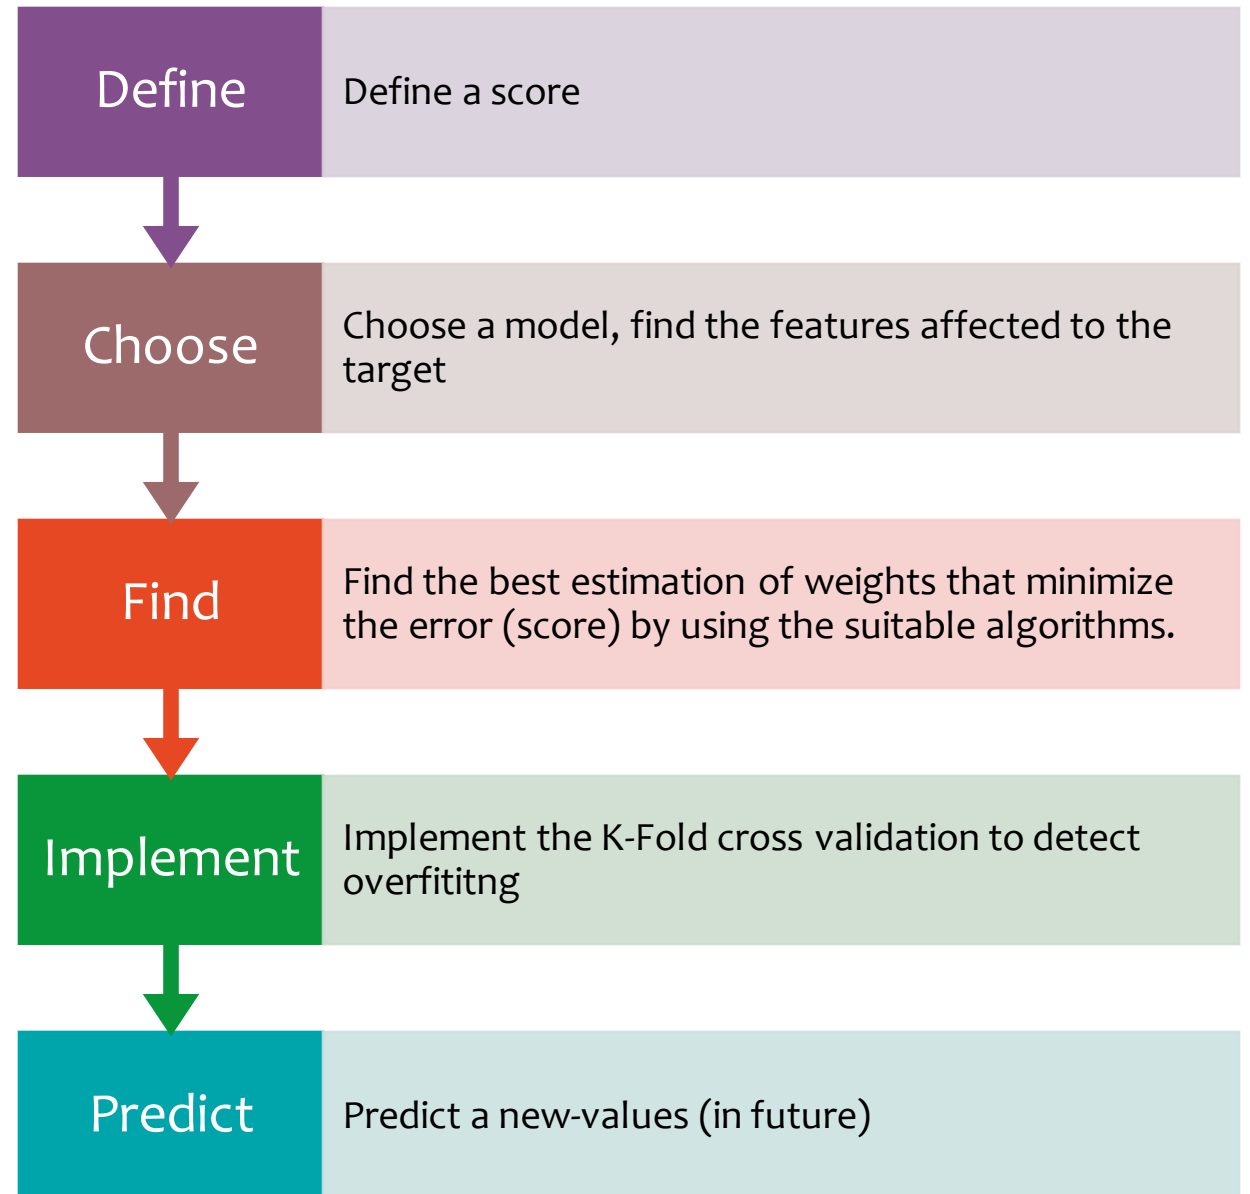 Define
Define a score
Choose
Choose a model, find the features affected to the
target
Find
Find the best estimation of weights that minimize
the error (score) by using the suitable algorithms.
Implement
Implement the K-Fold cross validation to detect
overfititng
Predict
Predict a new-values (in future)